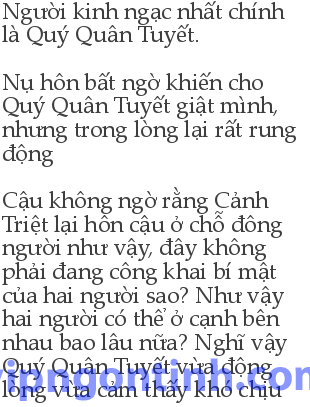 Người kinh ngạc nhất chính
là Quý Quân Tuyết.
Nụ hôn bất ngờ khiến cho
Quý Quân Tuyết giật mình,
nhưng trong lòng lại rất rung
động
Cậu không ngờ rằng Cảnh
Triệt lại hôn cậu ở chỗ đông
người như vậy, đây không
phải đang công khai bí mật
của hai người sao? Như vậy
hai người có thể ở cạnh bên
nhau bao lâu nữa? Nghĩ vậy
Quý Quân Tuyết vừa động
lòng vừa cảm thấy khó chịu
vipngontinh.com